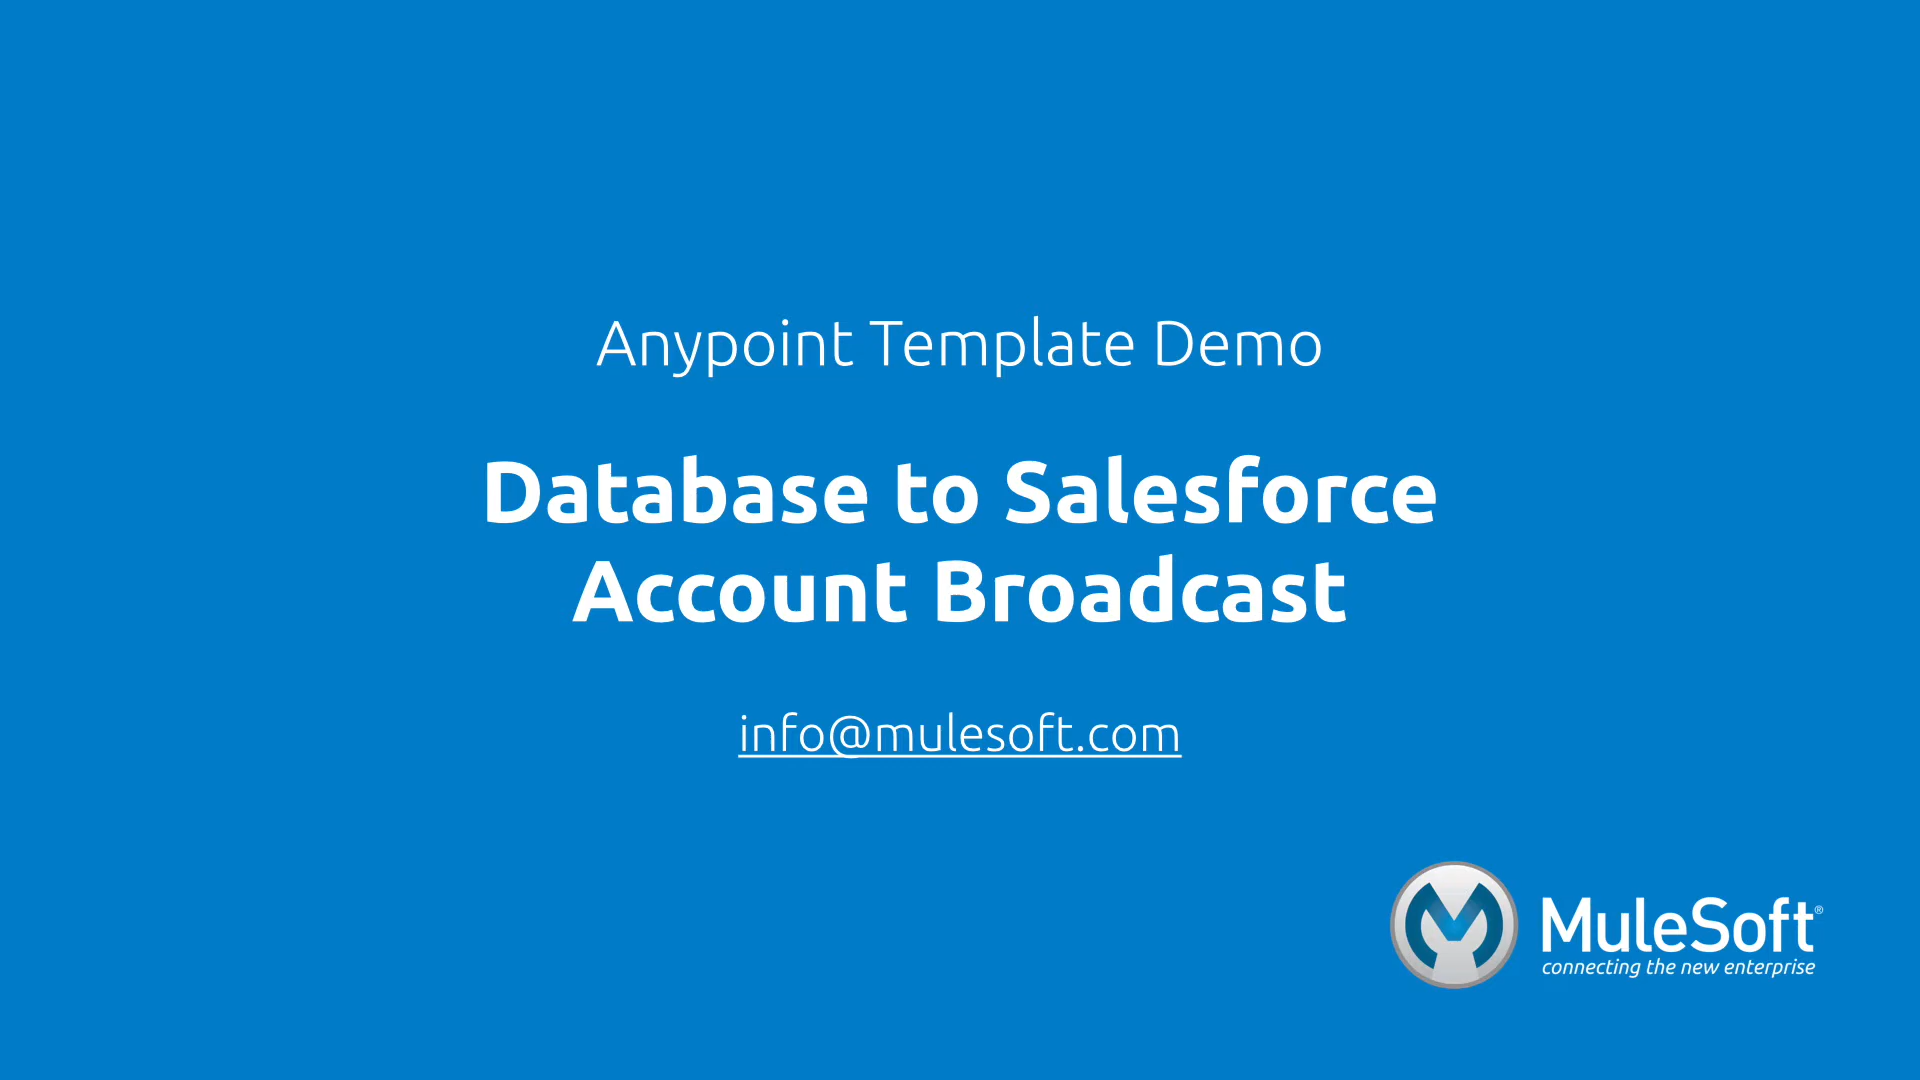 Anypoint Template Demo
Database to Salesforce
Account Broadcast
info@mulesoft.com
MuleSoft®
connecting the new enterprise